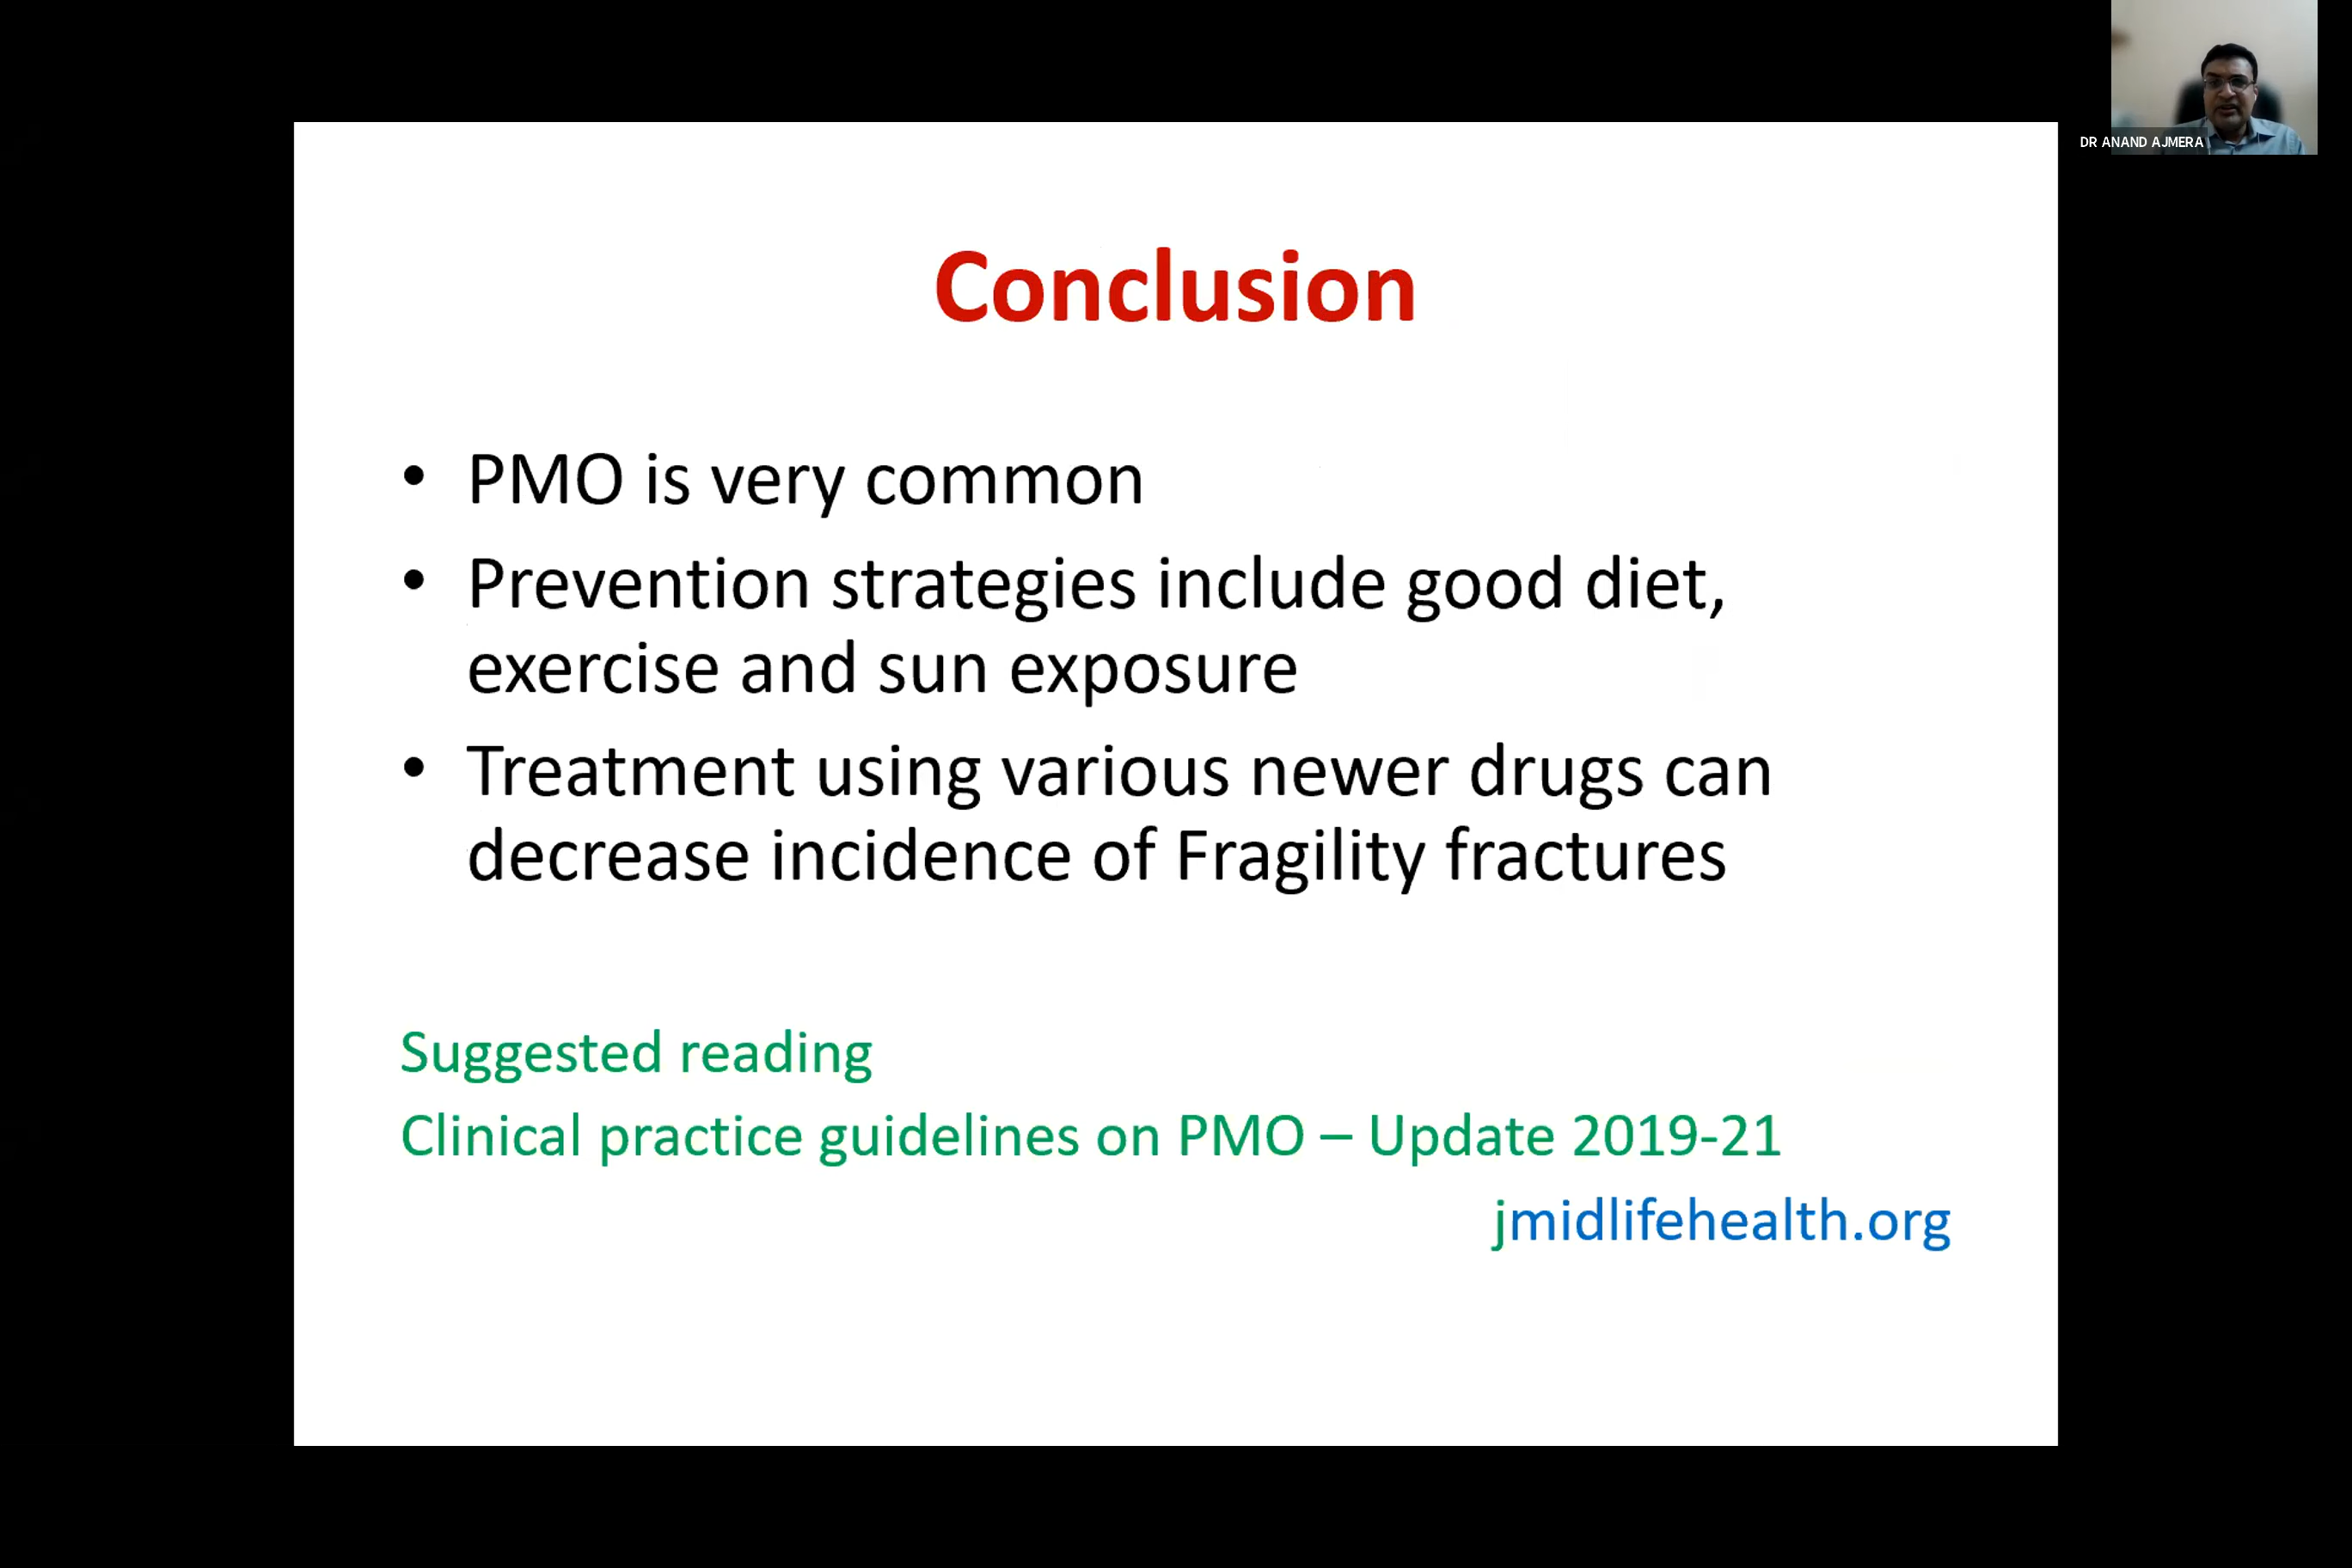 DR ANAND AJMERA
Conclusion
• PMO is very common
• Prevention strategies include good diet,
exercise and sun exposure
• Treatment using various newer drugs can
decrease incidence of Fragility fractures
Suggested reading
Clinical practice guidelines on PMO – Update 2019-21
jmidlifehealth.org